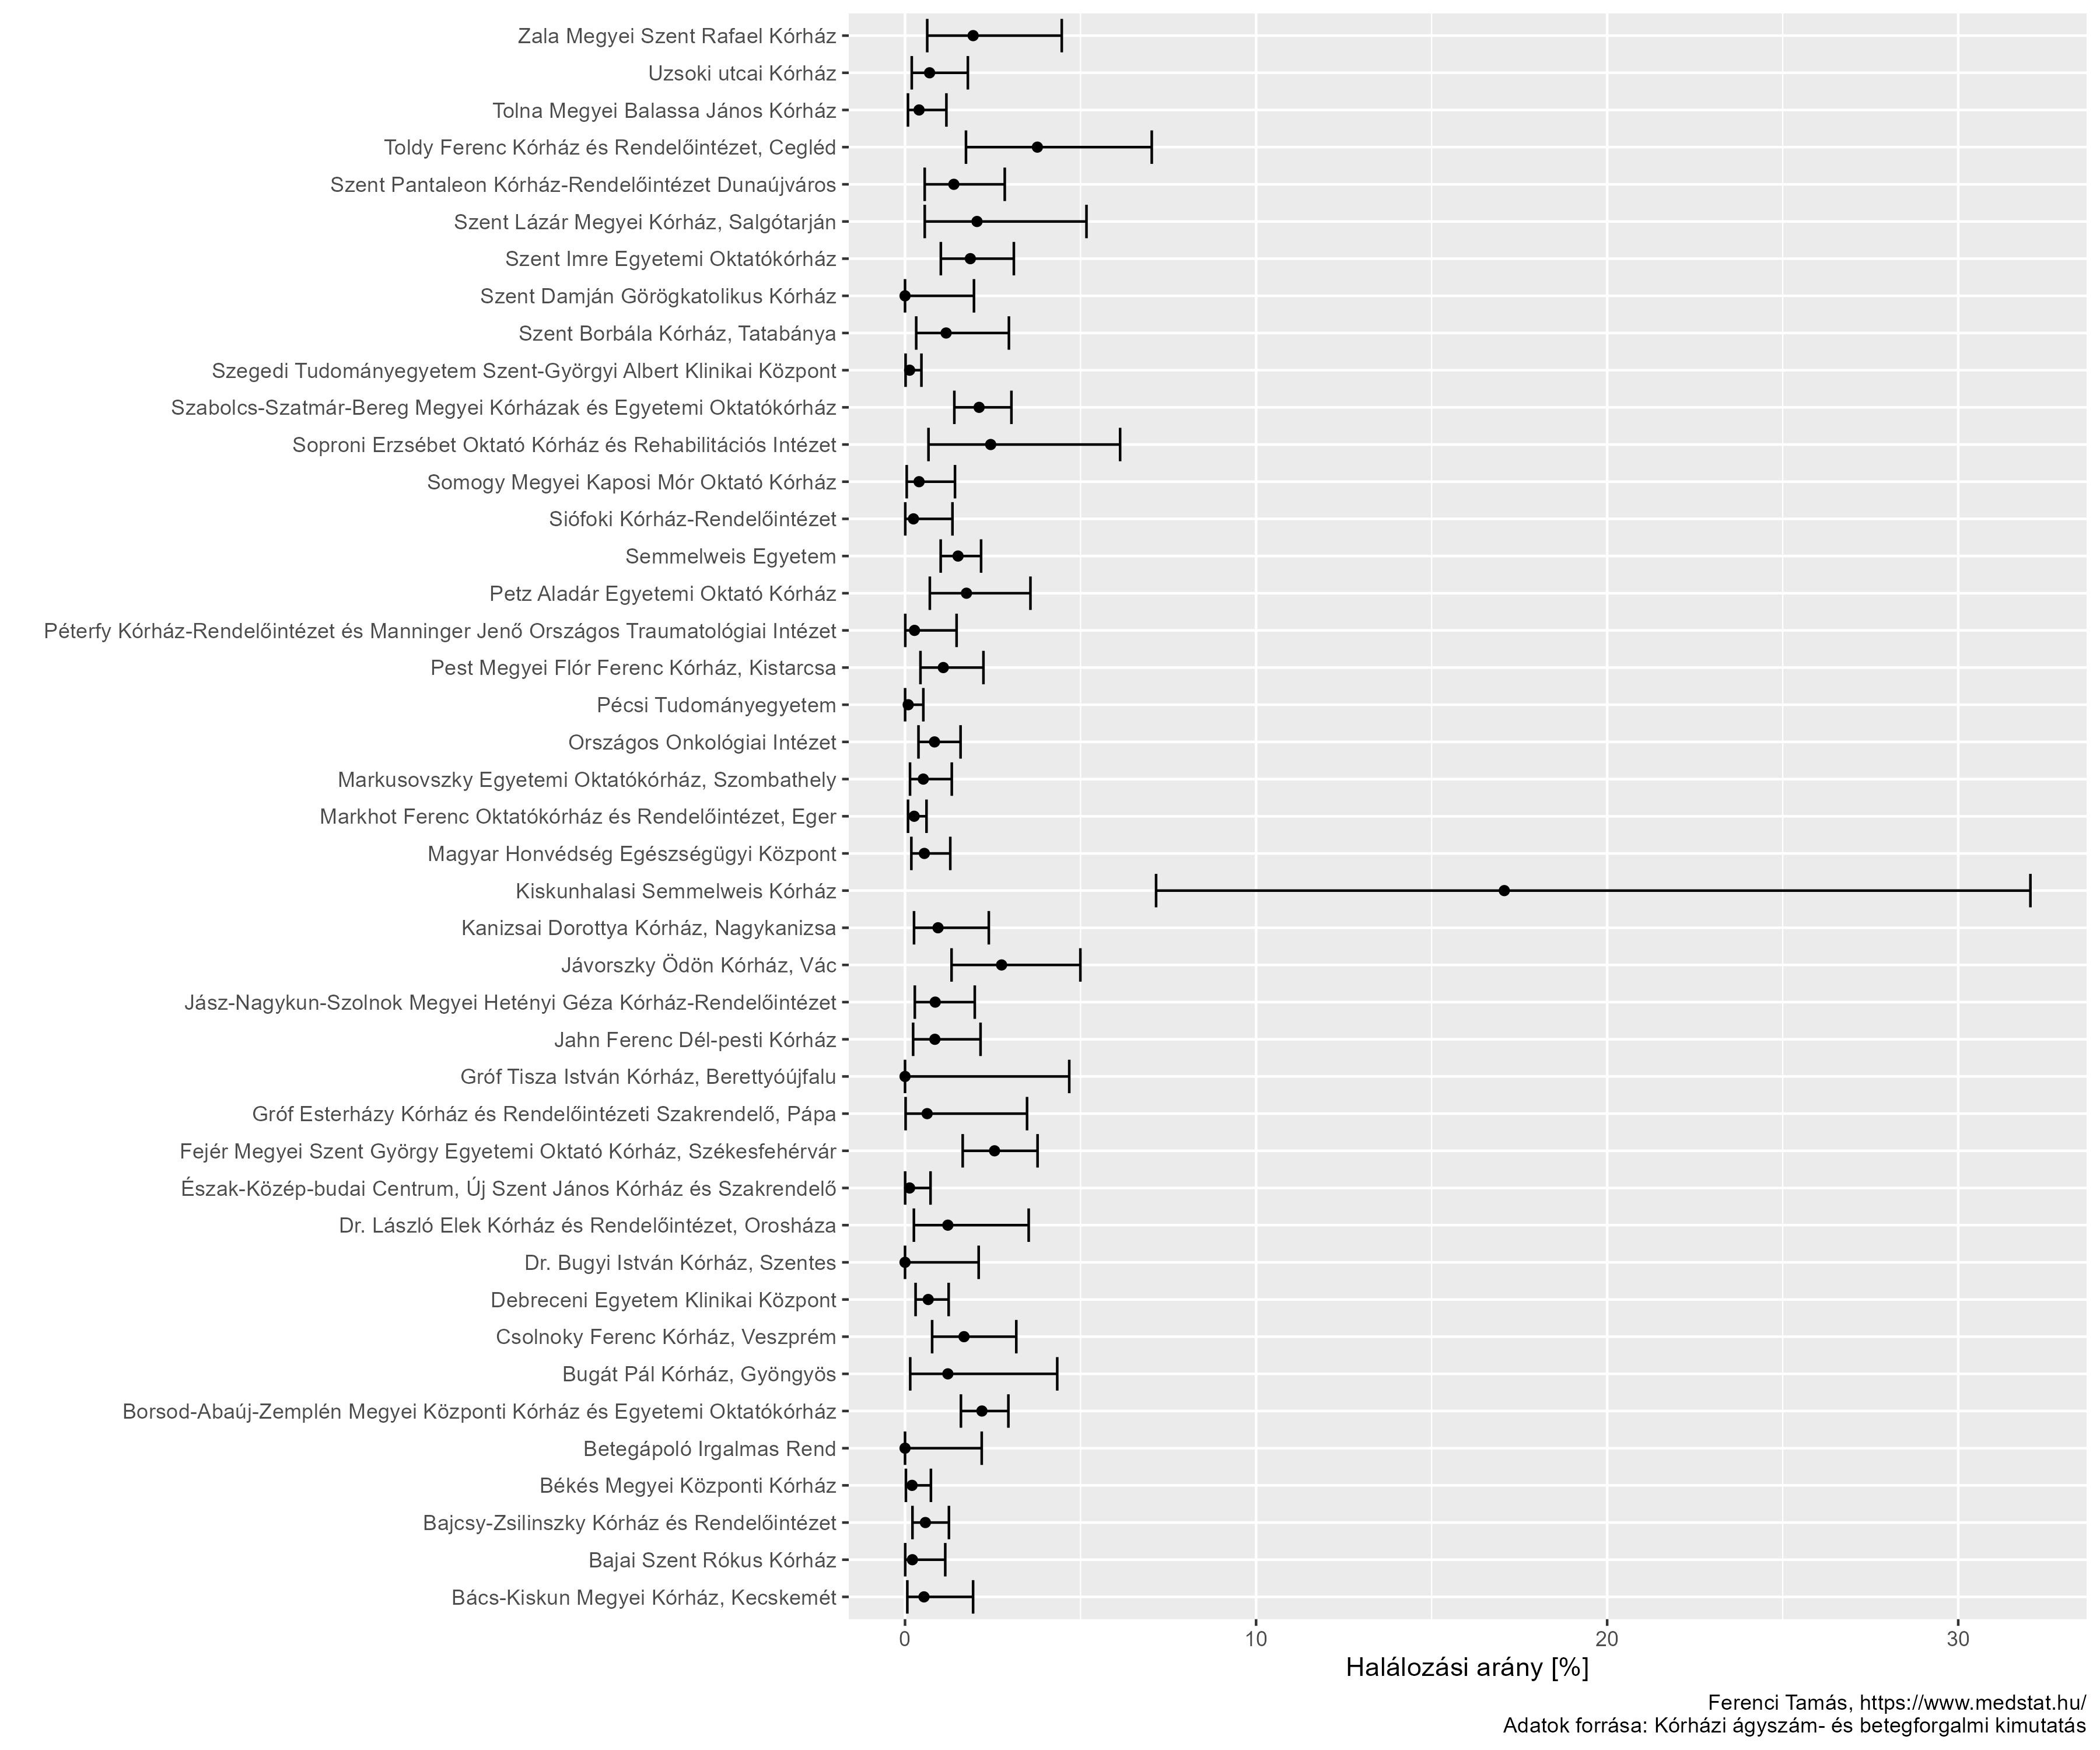 Zala Megyei Szent Rafael Kórház
Uzsoki utcai Kórház
Tolna Megyei Balassa János Kórház
Toldy Ferenc Kórház és Rendelőintézet, Cegléd
Szent Pantaleon Kórház-Rendelőintézet Dunaújváros
Szent Lázár Megyei Kórház, Salgótarján
Szent Imre Egyetemi Oktatókórház
Szent Damján Görögkatolikus Kórház
Szent Borbála Kórház, Tatabánya
Szegedi Tudományegyetem Szent-Györgyi Albert Klinikai Központ
Szabolcs-Szatmár-Bereg Megyei Kórházak és Egyetemi Oktatókórház
Soproni Erzsébet Oktató Kórház és Rehabilitációs Intézet
Somogy Megyei Kaposi Mór Oktató Kórház
Siófoki Kórház-Rendelőintézet
Semmelweis Egyetem
Petz Aladár Egyetemi Oktató Kórház
Péterfy Kórház-Rendelőintézet és Manninger Jenő Országos Traumatológiai Intézet
Pest Megyei Flór Ferenc Kórház, Kistarcsa
Pécsi Tudományegyetem
Országos Onkológiai Intézet
Markusovszky Egyetemi Oktatókórház, Szombathely
Markhot Ferenc Oktatókórház és Rendelőintézet, Eger
Magyar Honvédség Egészségügyi Központ
Kiskunhalasi Semmelweis Kórház
Kanizsai Dorottya Kórház, Nagykanizsa
Jávorszky Ödön Kórház, Vác
Jász-Nagykun-Szolnok Megyei Hetényi Géza Kórház-Rendelőintézet
Jahn Ferenc Dél-pesti Kórház
Gróf Tisza István Kórház, Berettyóújfalu
Gróf Esterházy Kórház és Rendelőintézeti Szakrendelő, Pápa
Fejér Megyei Szent György Egyetemi Oktató Kórház, Székesfehérvár
Észak-Közép-budai Centrum, Új Szent János Kórház és Szakrendelő
Dr. László Elek Kórház és Rendelőintézet, Orosháza
Dr. Bugyi István Kórház, Szentes
Debreceni Egyetem Klinikai Központ
Csolnoky Ferenc Kórház, Veszprém
Bugát Pál Kórház, Gyöngyös
Borsod-Abaúj-Zemplén Megyei Központi Kórház és Egyetemi Oktatókórház
Betegápoló Irgalmas Rend
Békés Megyei Központi Kórház
Bajcsy-Zsilinszky Kórház és Rendelőintézet
Bajai Szent Rókus Kórház
Bács-Kiskun Megyei Kórház, Kecskemét
0 10 20 30
Halálozási arány [%]
Ferenci Tamás, https://www.medstat.hu/
Adatok forrása: Kórházi ágyszám- és betegforgalmi kimutatás